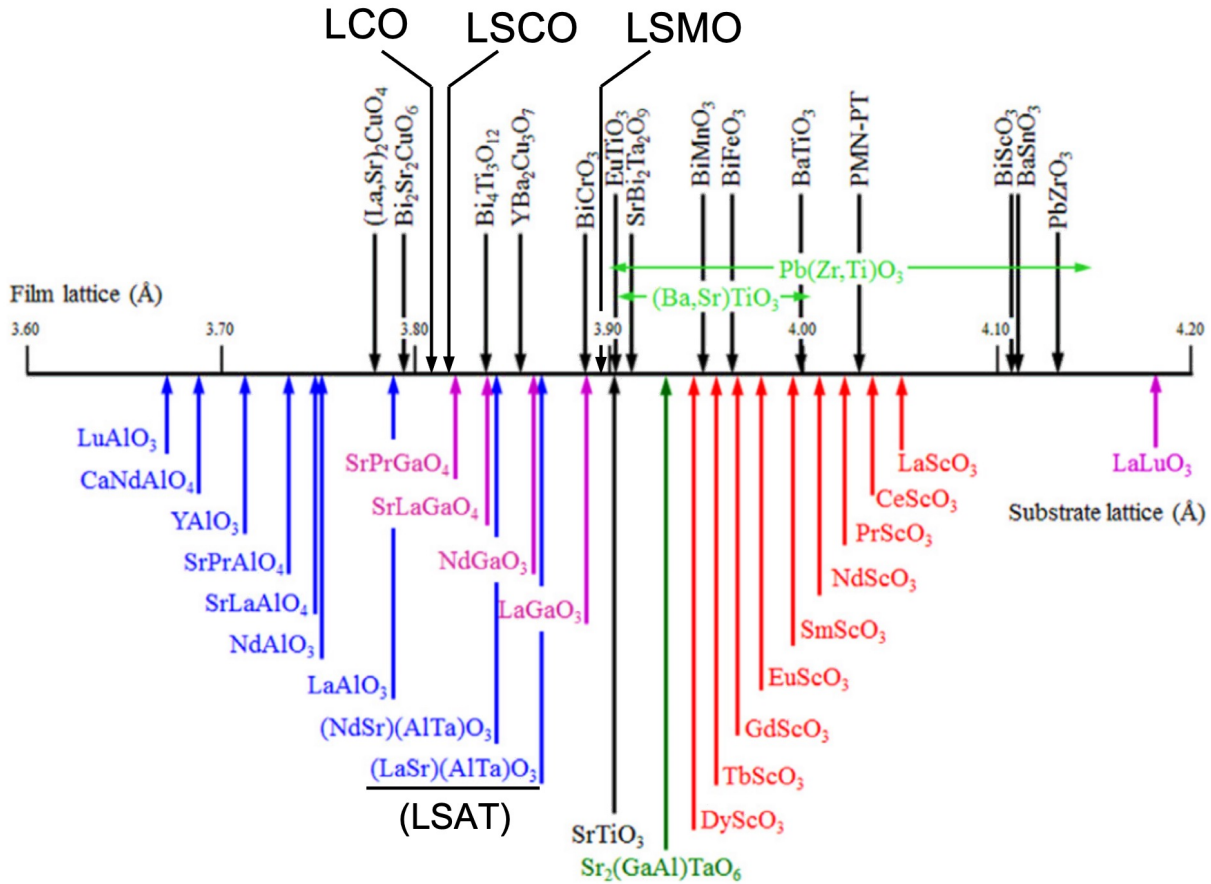 LCO LSCO LSMO
(La,Sr)₂CuO₄
Bi₂Sr₂CuO₆
Bi₄Ti₃O₁₂
YBa₂Cu₃O₇
BiCrO₃
EuTiO₃
SrBi₂Ta₂O₉
BiMnO₃
BiFeO₃
BaTiO₃
PMN-PT
BiScO₃
BaSnO₃
PbZrO₃
Pb(Zr,Ti)O₃
(Ba,Sr)TiO₃
Film lattice (Å)
3.60 3.70 3.80 3.90 4.00 4.10 4.20
LuAlO₃
CaNdAlO₄
YAlO₃
SrPrAlO₄
SrLaAlO₄
NdAlO₃
LaAlO₃
(NdSr)(AlTa)O₃
(LaSr)(AlTa)O₃
(LSAT)
SrPrGaO₄
SrLaGaO₄
NdGaO₃
LaGaO₃
SrTiO₃
Sr₂(GaAl)TaO₆
DyScO₃
TbScO₃
GdScO₃
EuScO₃
SmScO₃
NdScO₃
PrScO₃
CeScO₃
LaScO₃
LaLuO₃
Substrate lattice (Å)